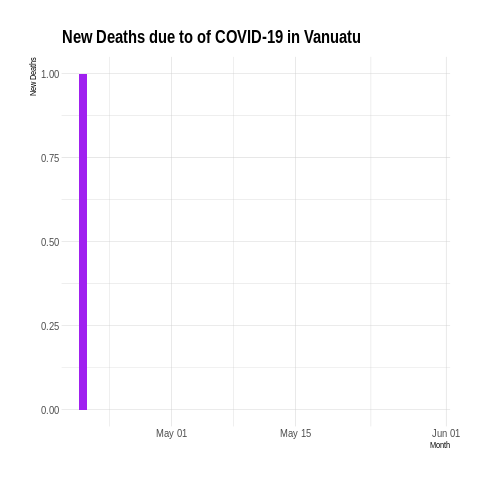 New Deaths due to of COVID-19 in Vanuatu
New Deaths
1.00
0.75
0.50
0.25
0.00
May 01
May 15
Jun 01
Month